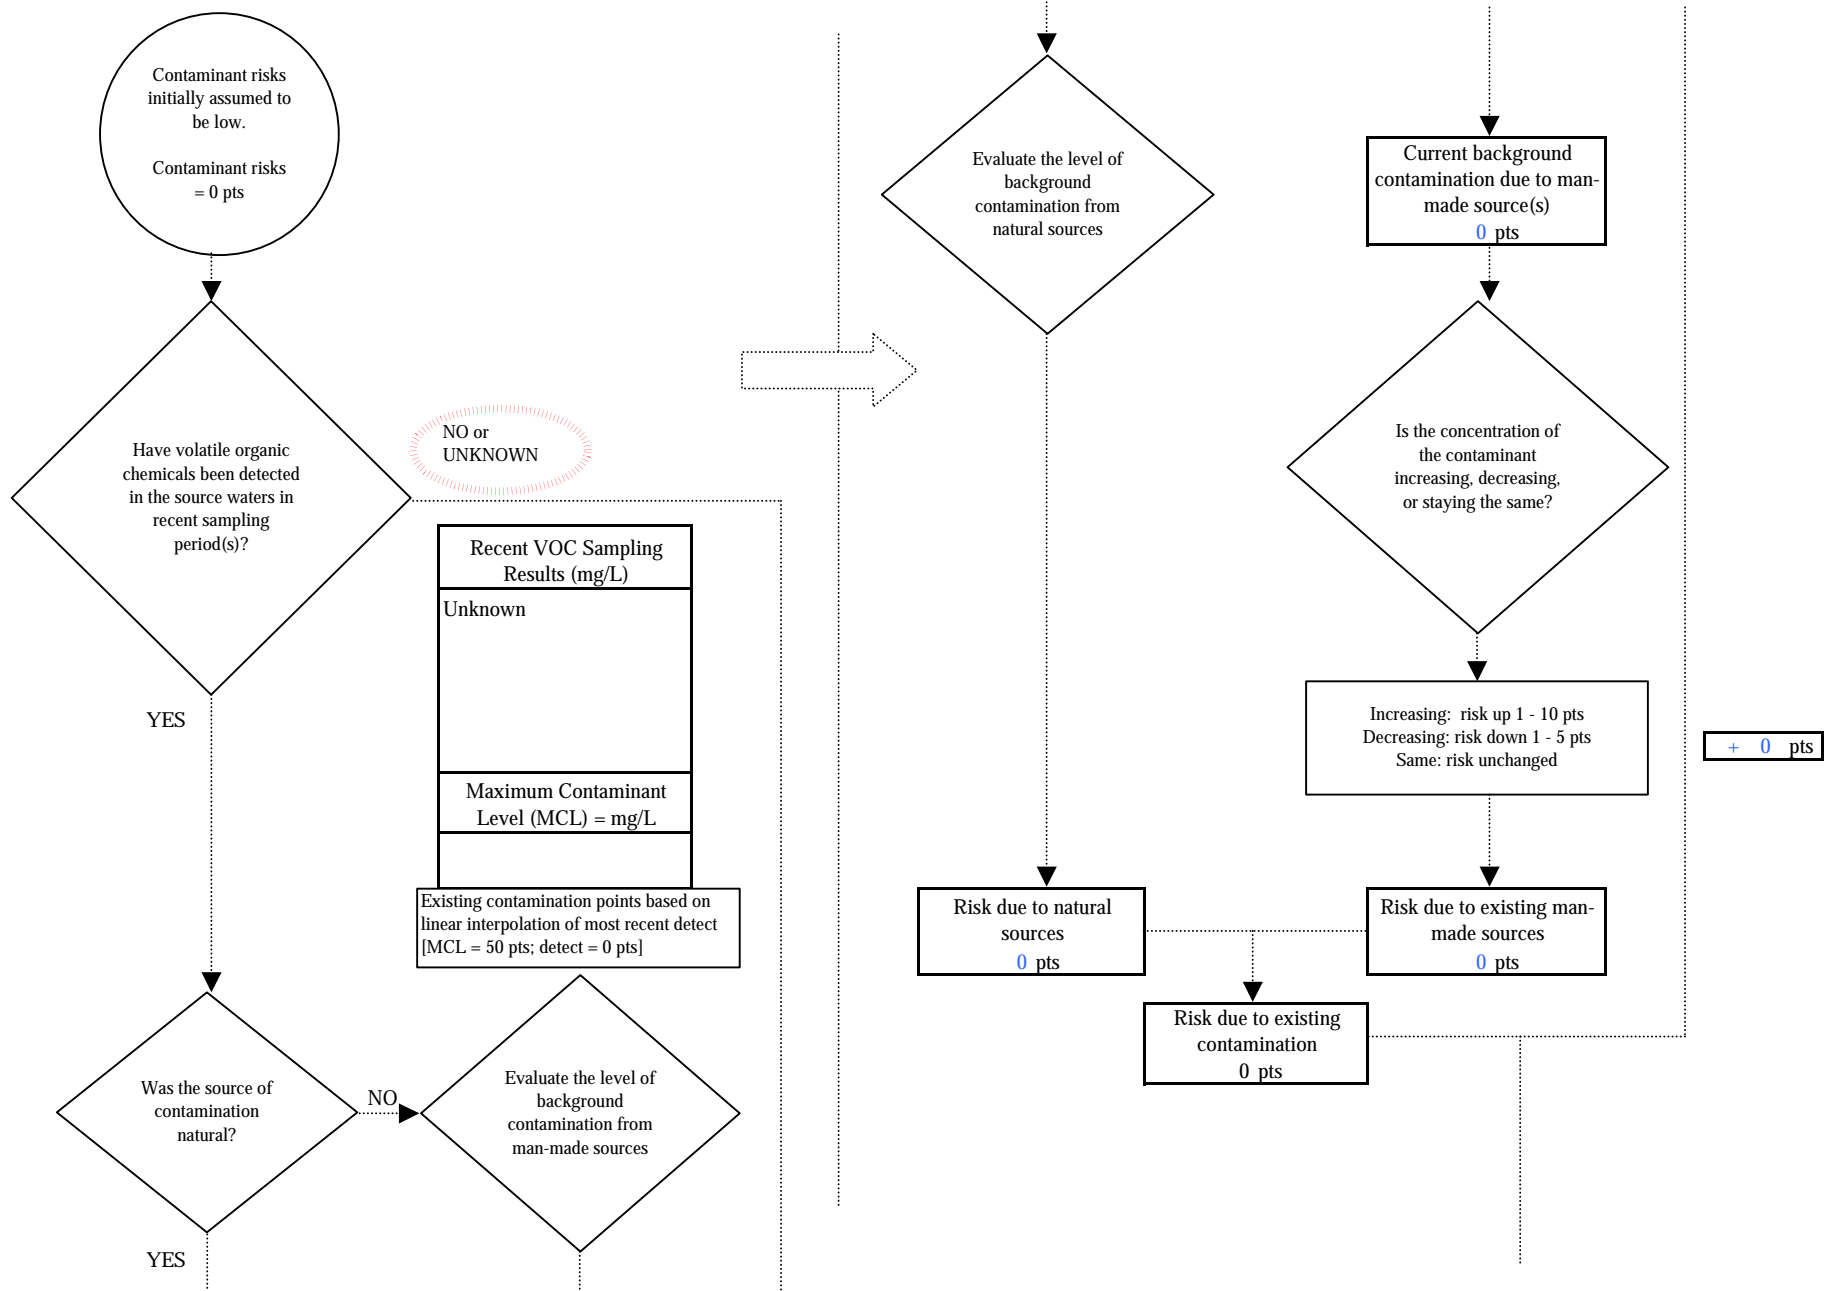 Contaminant risks
initially assumed to
be low.
Contaminant risks
= 0 pts
Have volatile organic
chemicals been detected
in the source waters in
recent sampling
period(s)?
NO or
UNKNOWN
Recent VOC Sampling
Results (mg/L)
Unknown
Maximum Contaminant
Level (MCL) = mg/L
Existing contamination points based on
linear interpolation of most recent detect
[MCL = 50 pts; detect = 0 pts]
YES
Was the source of
contamination
natural?
NO
Evaluate the level of
background
contamination from
man-made sources
YES
Evaluate the level of
background
contamination from
natural sources
Current background
contamination due to man-
made source(s)
0 pts
Is the concentration of
the contaminant
increasing, decreasing,
or staying the same?
Increasing: risk up 1 - 10 pts
Decreasing: risk down 1 - 5 pts
Same: risk unchanged
+ 0 pts
Risk due to natural
sources
0 pts
Risk due to existing man-
made sources
0 pts
Risk due to existing
contamination
0 pts